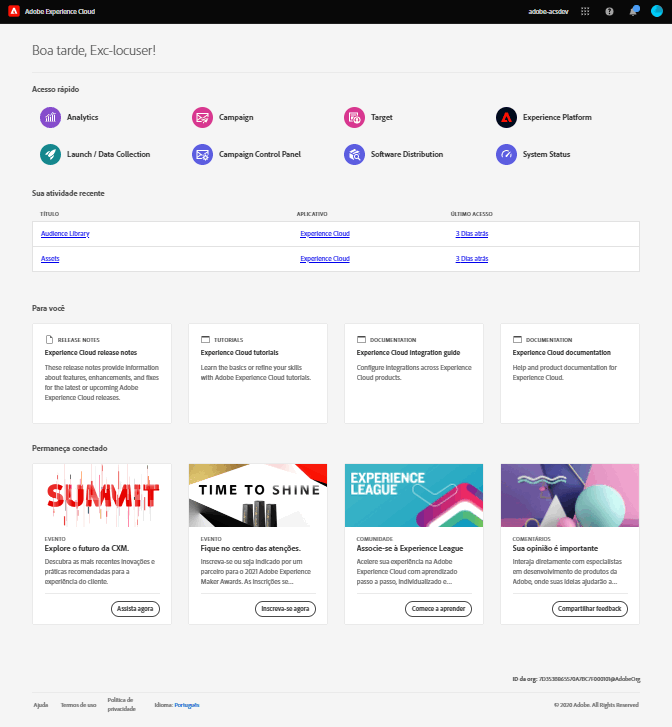 Adobe Experience Cloud
adobe-acsdev
Boa tarde, Exc-locuser!
Acesso rápido
Analytics
Campaign
Target
Experience Platform
Launch / Data Collection
Campaign Control Panel
Software Distribution
System Status
Sua atividade recente
TÍTULO APLICATIVO ÚLTIMO ACESSO
Audience Library Experience Cloud 3 Dias atrás
Assets Experience Cloud 3 Dias atrás
Para você
RELEASE NOTES
Experience Cloud release notes
These release notes provide information
about features, enhancements, and fixes
for the latest or upcoming Adobe
Experience Cloud releases.
TUTORIALS
Experience Cloud tutorials
Learn the basics or refine your skills
with Adobe Experience Cloud tutorials.
DOCUMENTATION
Experience Cloud integration guide
Configure integrations across Experience
Cloud products.
DOCUMENTATION
Experience Cloud documentation
Help and product documentation for
Experience Cloud.
Permaneça conectado
SUMMIT
EVENTO
Explore o futuro da CXM.
Descubra as mais recentes inovações e
práticas recomendadas para a
experiência do cliente.
Assista agora
TIME TO SHINE
EVENTO
Fique no centro das atenções.
Inscreva-se ou seja indicado por um
parceiro para o 2021 Adobe Experience
Maker Awards. As inscrições se...
Inscreva-se agora
EXPERIENCE
LEAGUE
COMUNIDADE
Associe-se à Experience League
Acelere sua experiência na Adobe
Experience Cloud com aprendizado
passo a passo, individualizado e...
Comece a aprender
COMENTÁRIOS
Sua opinião é importante
Interaja diretamente com especialistas
em desenvolvimento de produtos da
Adobe, onde suas ideias ajudarão a...
Compartilhar feedback
ID da org:
Ajuda
Termos de uso
Política de
privacidade
Idioma: Português
© 2020 Adobe. All Rights Reserved